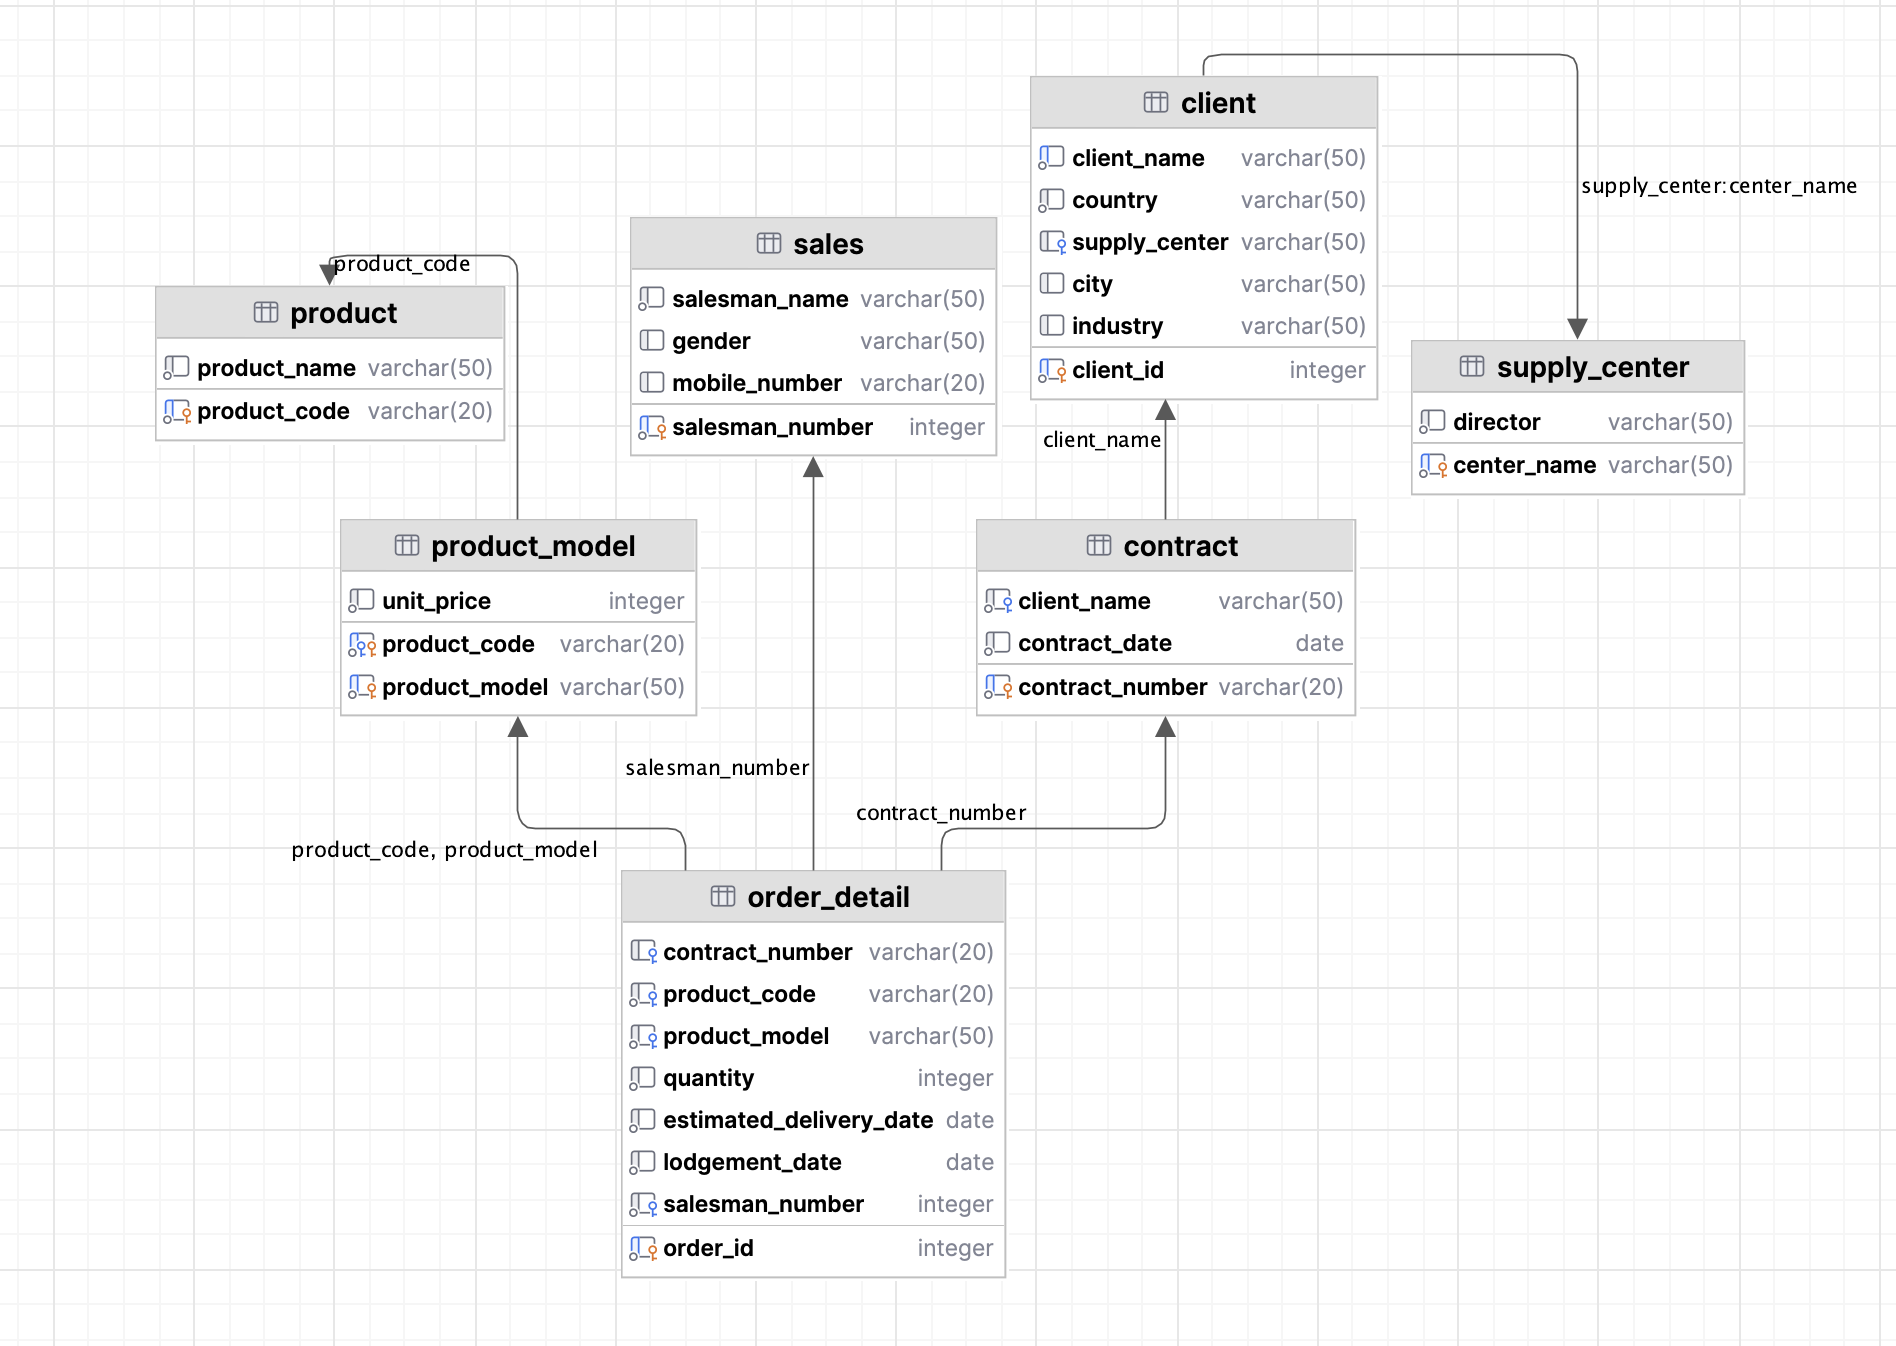 client
client_name varchar(50)
country varchar(50)
supply_center varchar(50)
city varchar(50)
industry varchar(50)
client_id integer
supply_center:center_name
sales
salesman_name varchar(50)
gender varchar(50)
mobile_number varchar(20)
salesman_number integer
product_code
product
product_name varchar(50)
product_code varchar(20)
supply_center
director varchar(50)
center_name varchar(50)
client_name
product_model
unit_price integer
product_code varchar(20)
product_model varchar(50)
contract
client_name varchar(50)
contract_date date
contract_number varchar(20)
salesman_number
contract_number
product_code, product_model
order_detail
contract_number varchar(20)
product_code varchar(20)
product_model varchar(50)
quantity integer
estimated_delivery_date date
lodgement_date date
salesman_number integer
order_id integer